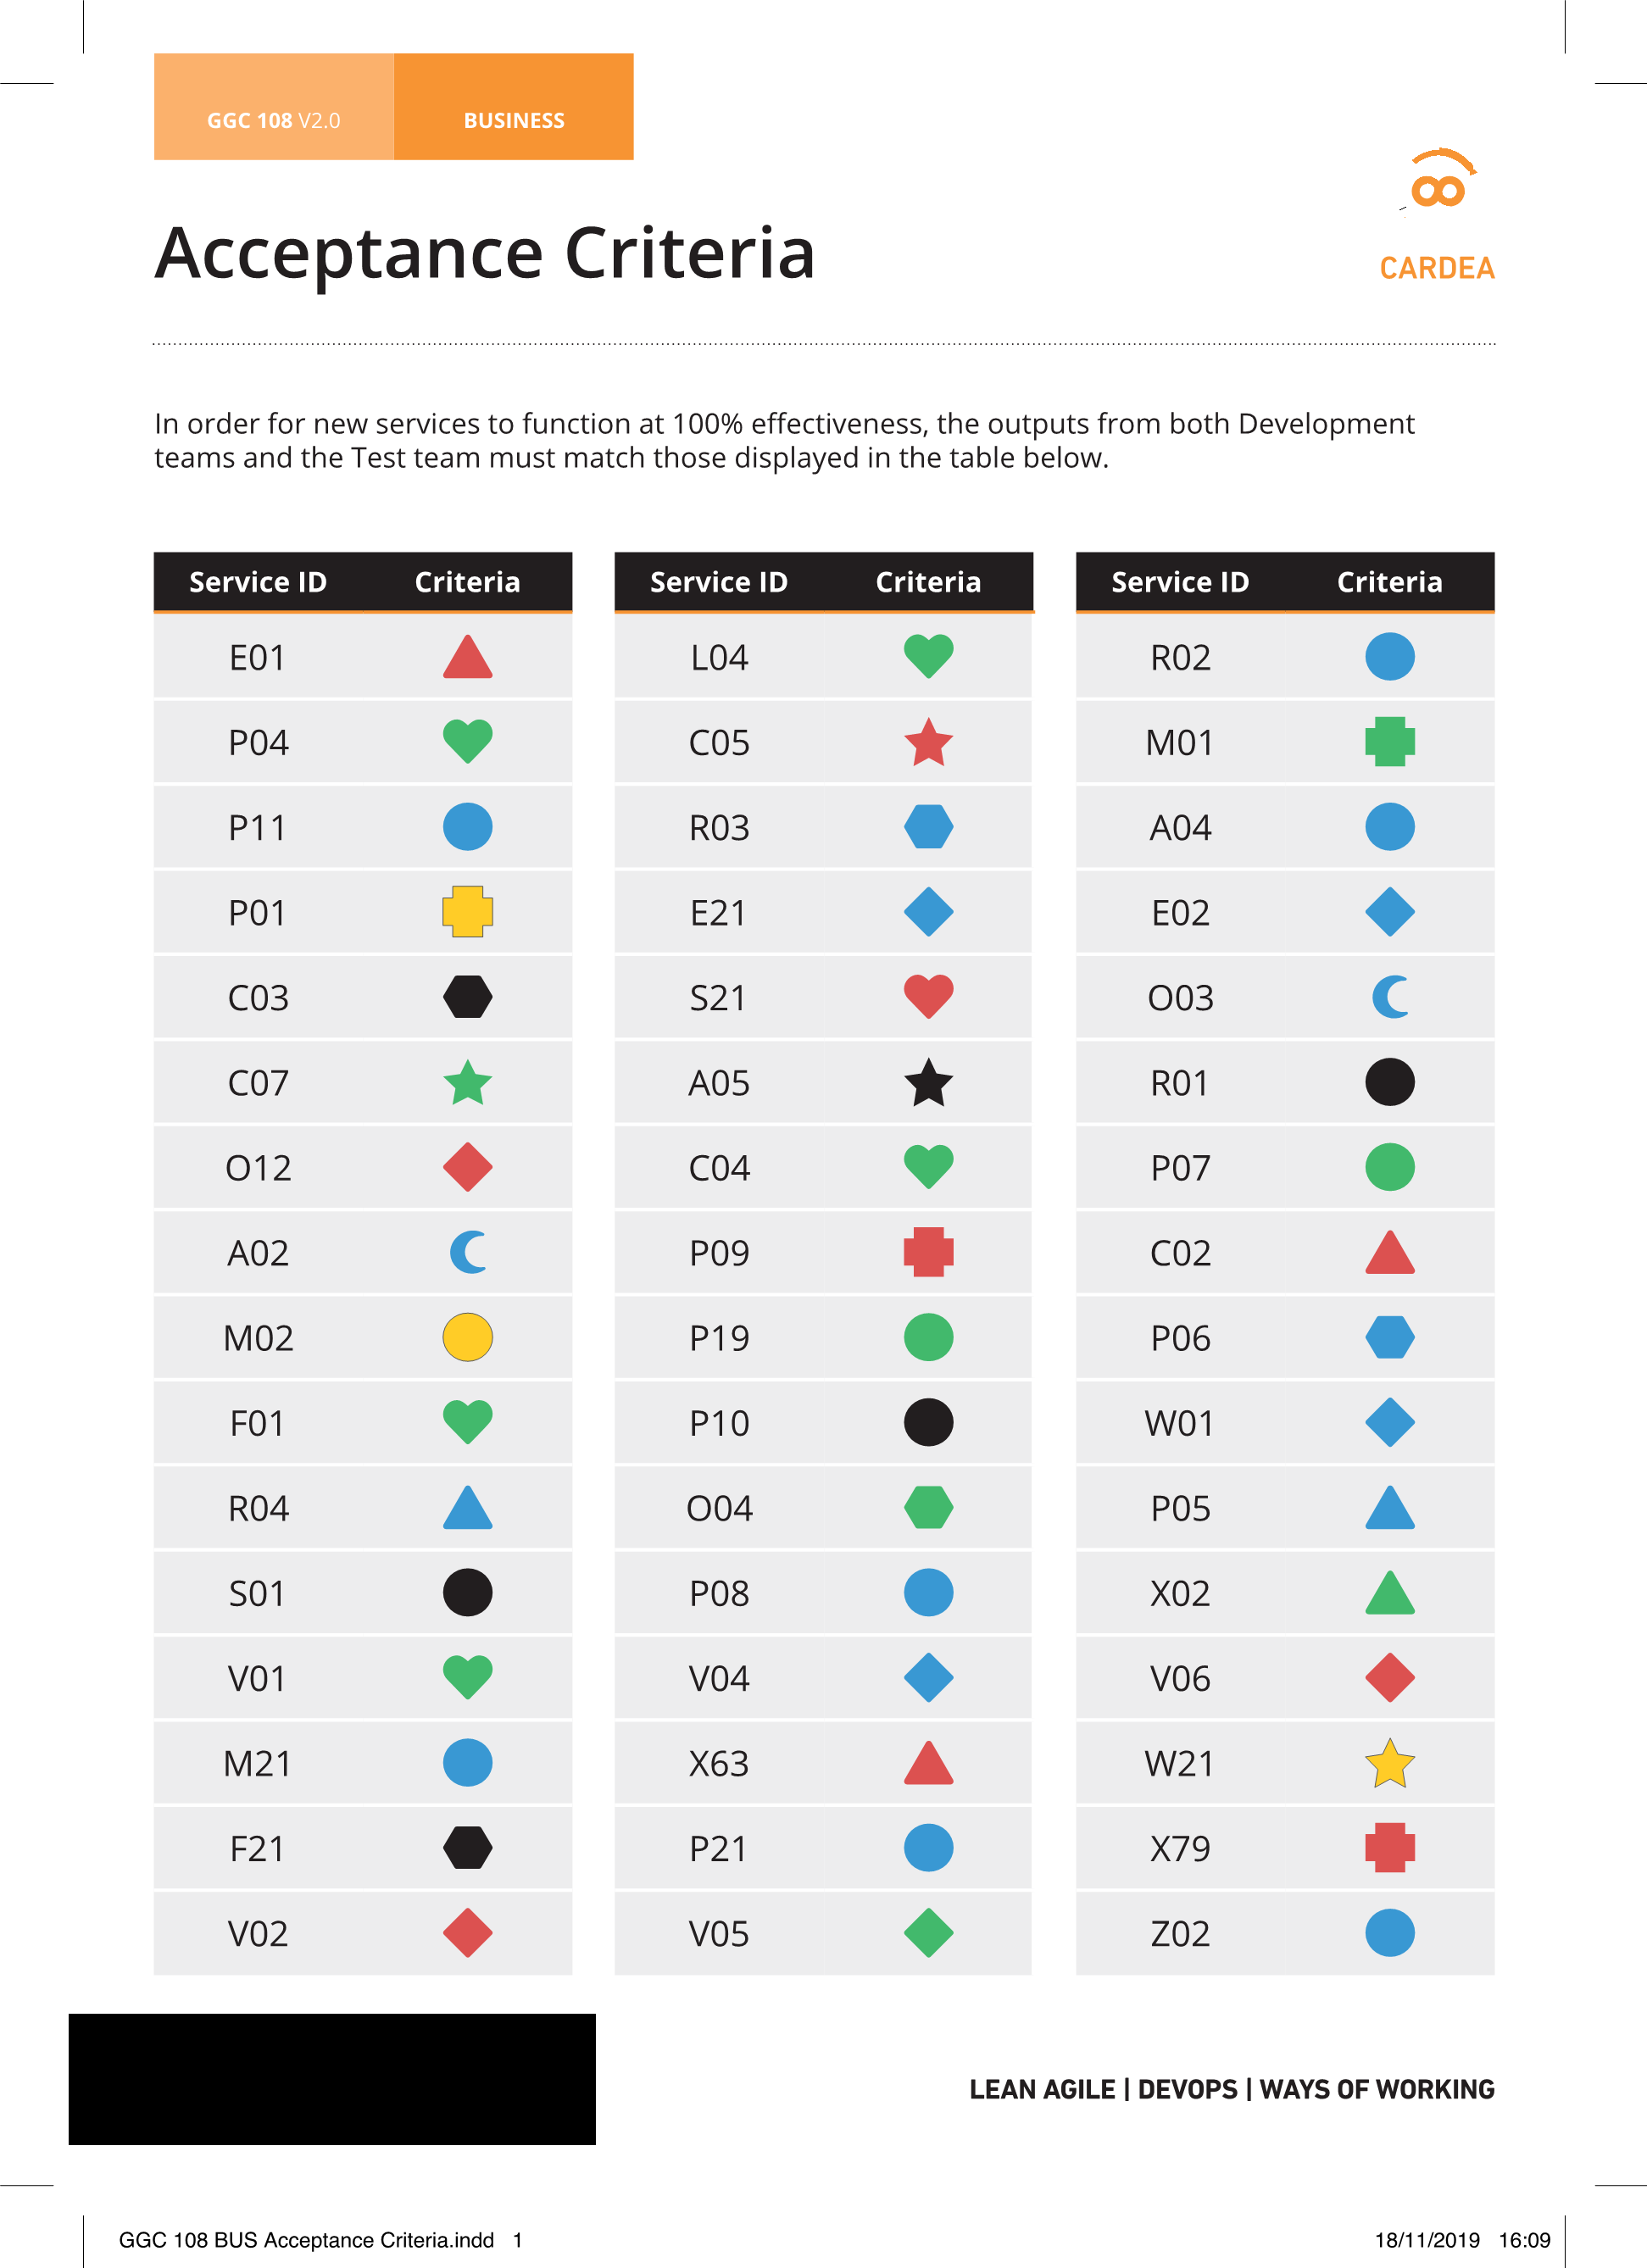 GGC 108 V2.0 BUSINESS
CARDEA
Acceptance Criteria
In order for new services to function at 100% effectiveness, the outputs from both Development
teams and the Test team must match those displayed in the table below.
Service ID Criteria Service ID Criteria Service ID Criteria
E01 L04 R02
P04 C05 M01
P11 R03 A04
P01 E21 E02
C03 S21 O03
C07 A05 R01
O12 C04 P07
A02 P09 C02
M02 P19 P06
F01 P10 W01
R04 O04 P05
S01 P08 X02
V01 V04 V06
M21 X63 W21
F21 P21 X79
V02 V05 Z02
LEAN AGILE | DEVOPS | WAYS OF WORKING
GGC 108 BUS Acceptance Criteria.indd 1 18/11/2019 16:09